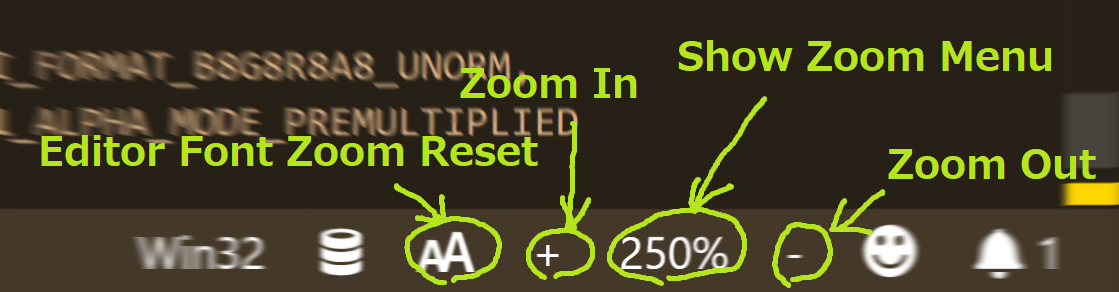 _FORMAT_B8G8R8A8_UNORM,
Zoom In
Show Zoom Menu
_ALPHA_MODE_PREMULTIPLIED
Editor Font Zoom Reset
Zoom Out
Win32 AA + 250% - 1